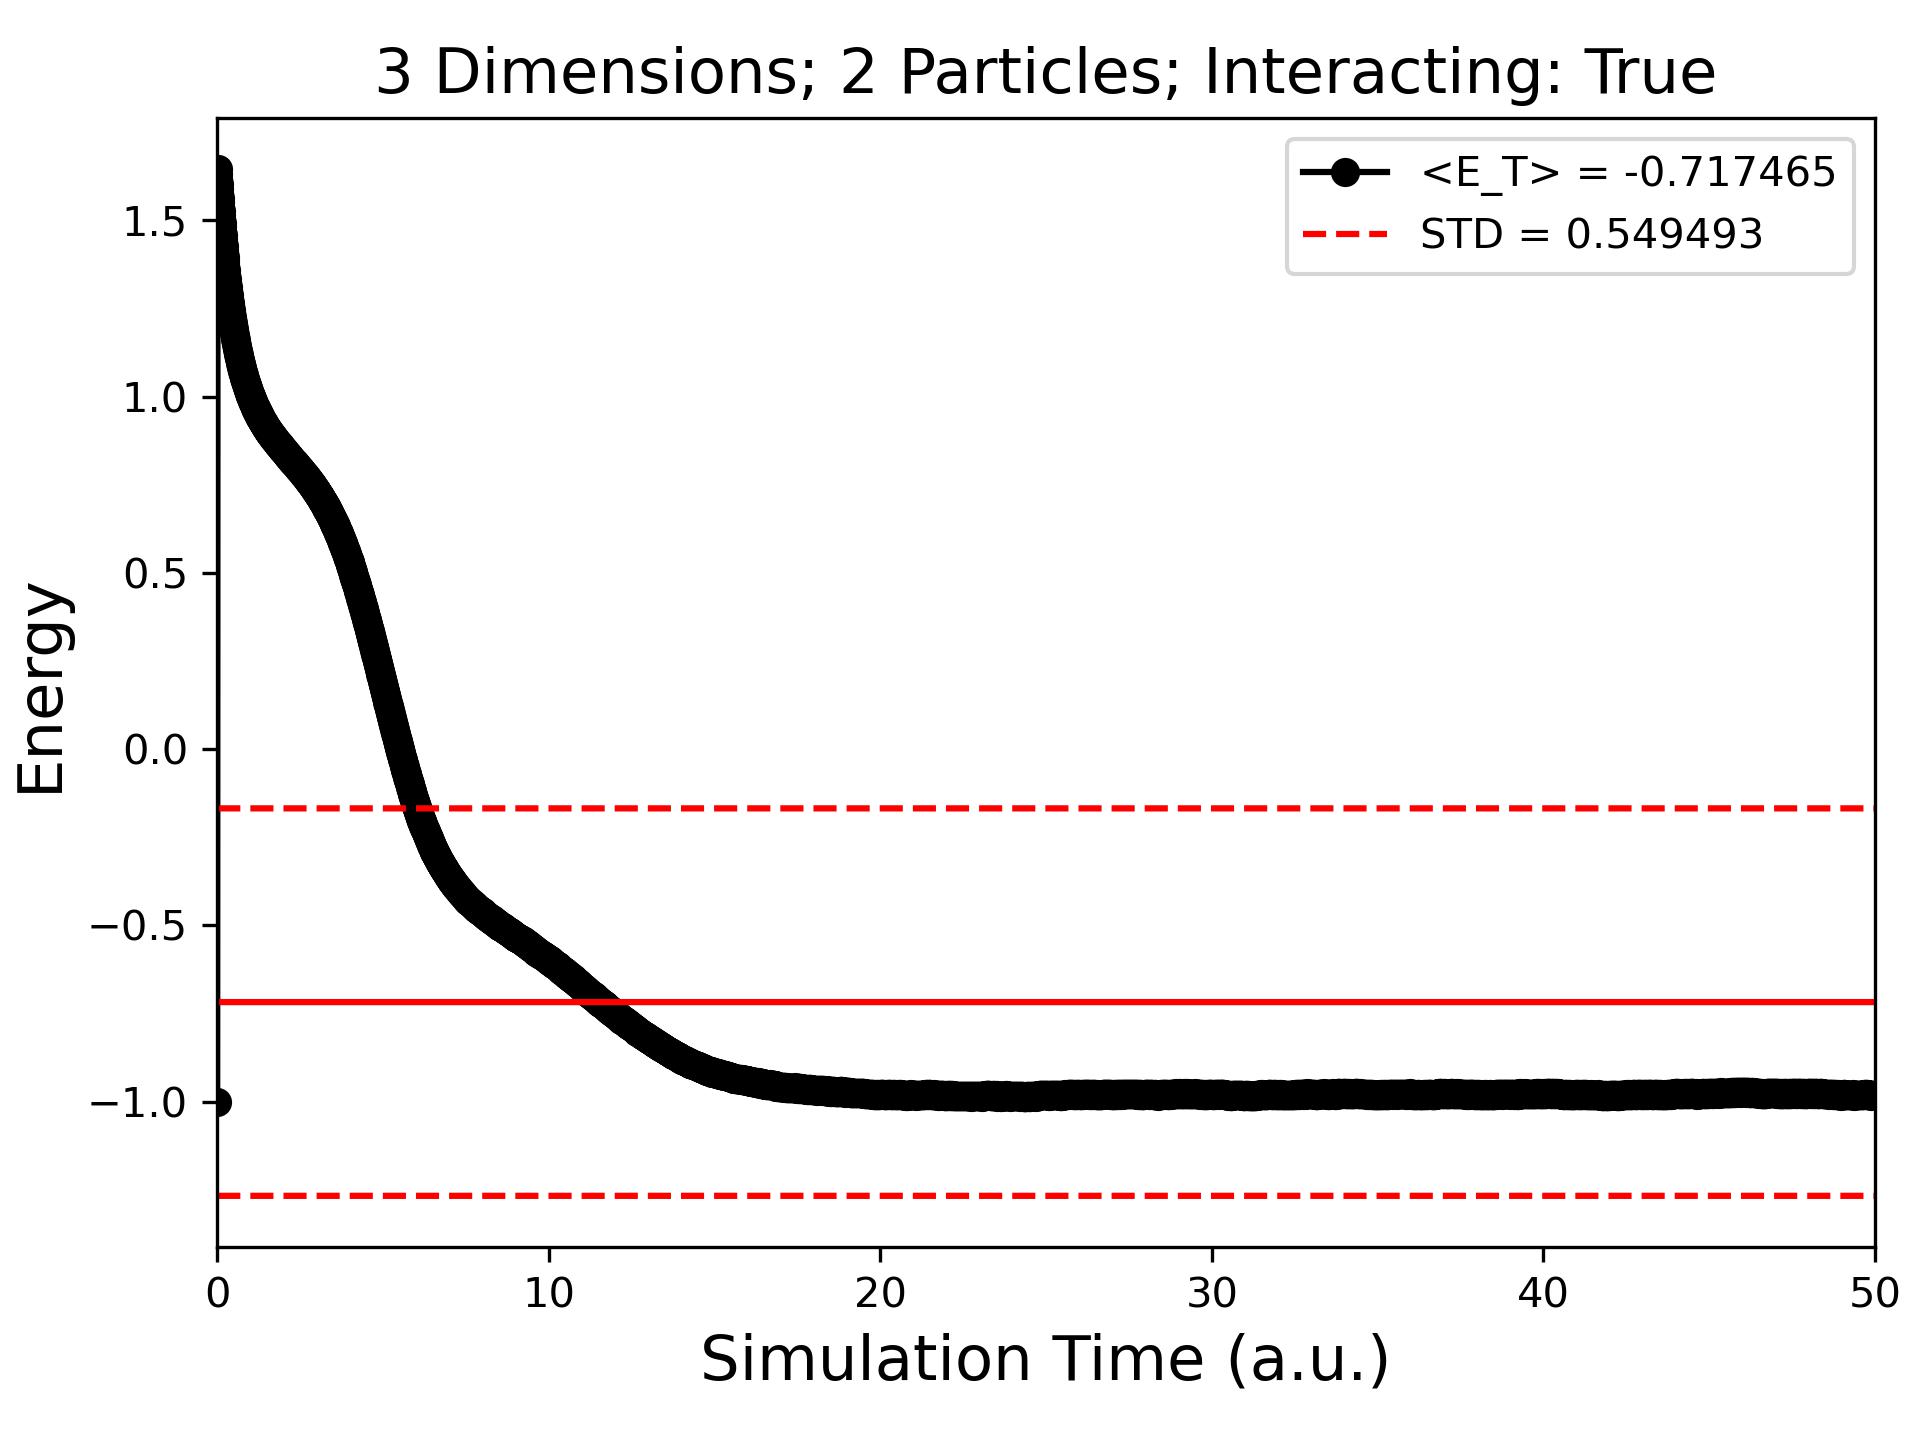 3 Dimensions; 2 Particles; Interacting: True
<E_T> = -0.717465
STD = 0.549493
1.5
1.0
0.5
0.0
−0.5
−1.0
Energy
0 10 20 30 40 50
Simulation Time (a.u.)